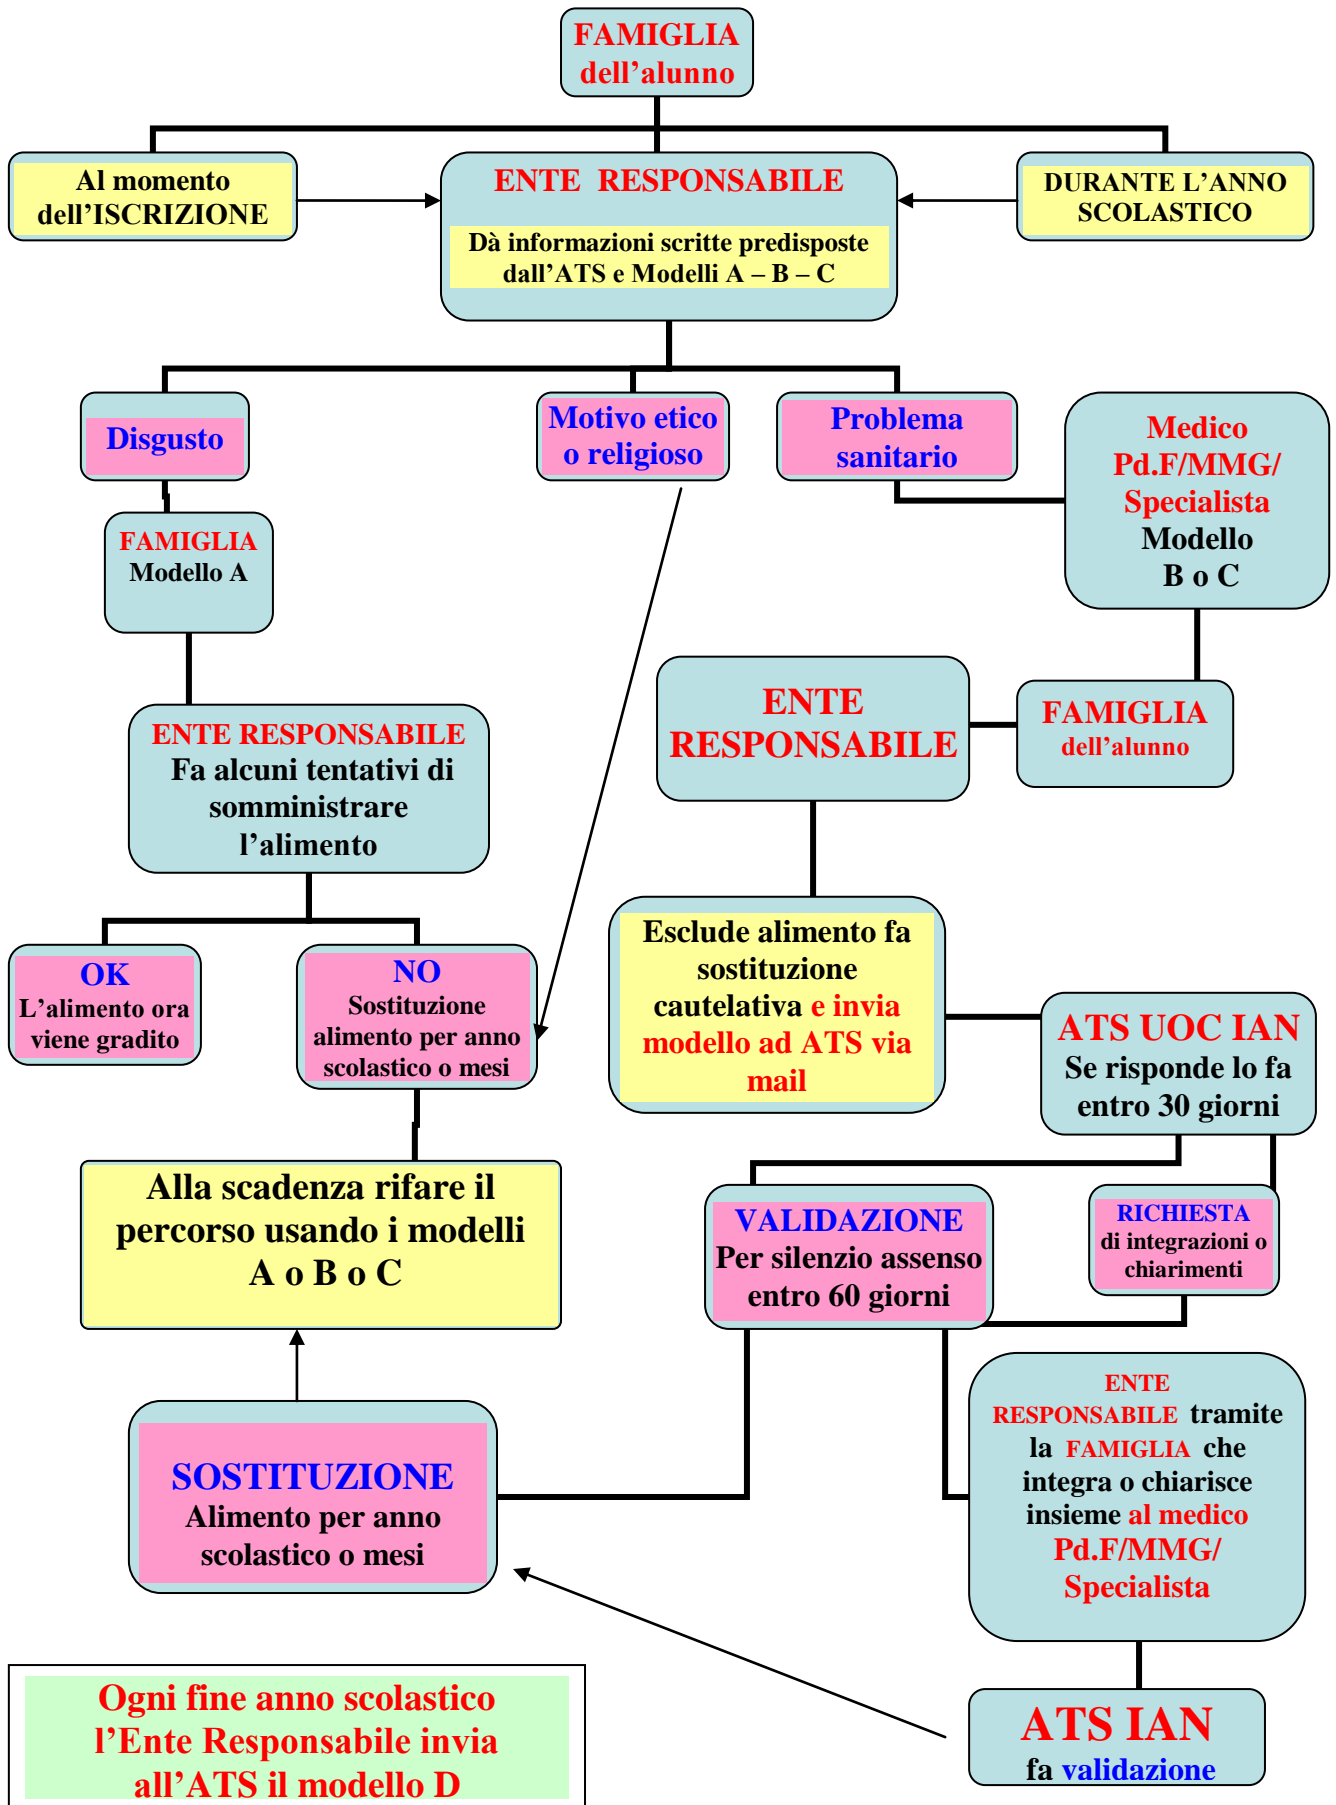 FAMIGLIA
dell’alunno
Al momento
dell’ISCRIZIONE
ENTE RESPONSABILE
Dà informazioni scritte predisposte
dall’ATS e Modelli A – B – C
DURANTE L’ANNO
SCOLASTICO
Disgusto
Motivo etico
o religioso
Problema
sanitario
Medico
Pd.F/MMG/
Specialista
Modello
B o C
FAMIGLIA
Modello A
ENTE
RESPONSABILE
FAMIGLIA
dell’alunno
ENTE RESPONSABILE
Fa alcuni tentativi di
somministrare
l’alimento
OK
L’alimento ora
viene gradito
NO
Sostituzione
alimento per anno
scolastico o mesi
Esclude alimento fa
sostituzione
cautelativa e invia
modello ad ATS via
mail
ATS UOC IAN
Se risponde lo fa
entro 30 giorni
Alla scadenza rifare il
percorso usando i modelli
A o B o C
VALIDAZIONE
Per silenzio assenso
entro 60 giorni
RICHIESTA
di integrazioni o
chiarimenti
SOSTITUZIONE
Alimento per anno
scolastico o mesi
ENTE
RESPONSABILE tramite
la FAMIGLIA che
integra o chiarisce
insieme al medico
Pd.F/MMG/
Specialista
Ogni fine anno scolastico
l’Ente Responsabile invia
all’ATS il modello D
ATS IAN
fa validazione